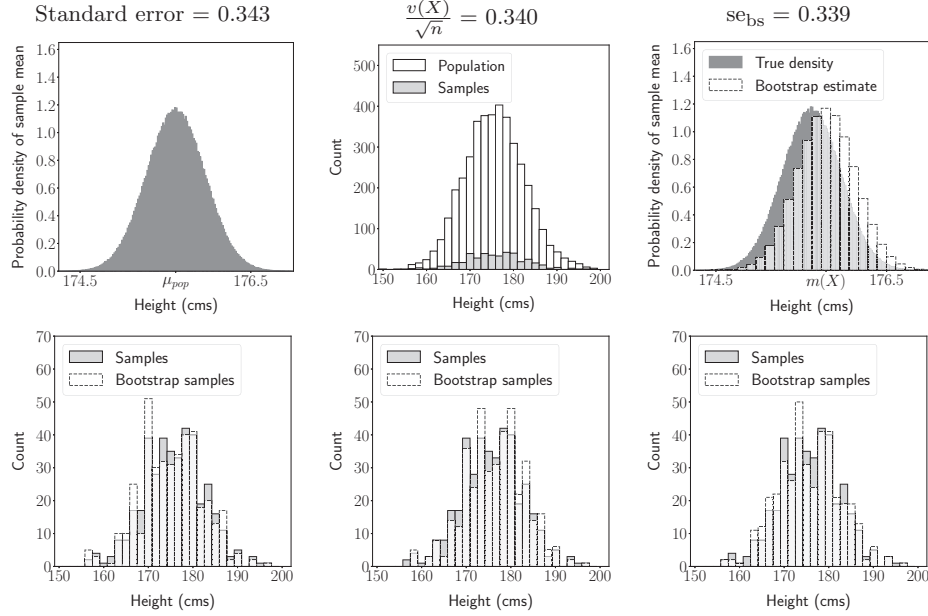 Standard error = 0.343
Probability density of sample mean
1.6
1.4
1.2
1.0
0.8
0.6
0.4
0.2
0.0
174.5 μpop 176.5
Height (cms)
v(X)/√n = 0.340
Count
500
400
300
200
100
0
Population
Samples
150 160 170 180 190 200
Height (cms)
se_bs = 0.339
Probability density of sample mean
1.6
1.4
1.2
1.0
0.8
0.6
0.4
0.2
0.0
True density
Bootstrap estimate
174.5 m(X) 176.5
Height (cms)
Count
70
60
50
40
30
20
10
0
Samples
Bootstrap samples
150 160 170 180 190 200
Height (cms)
Count
70
60
50
40
30
20
10
0
Samples
Bootstrap samples
150 160 170 180 190 200
Height (cms)
Count
70
60
50
40
30
20
10
0
Samples
Bootstrap samples
150 160 170 180 190 200
Height (cms)